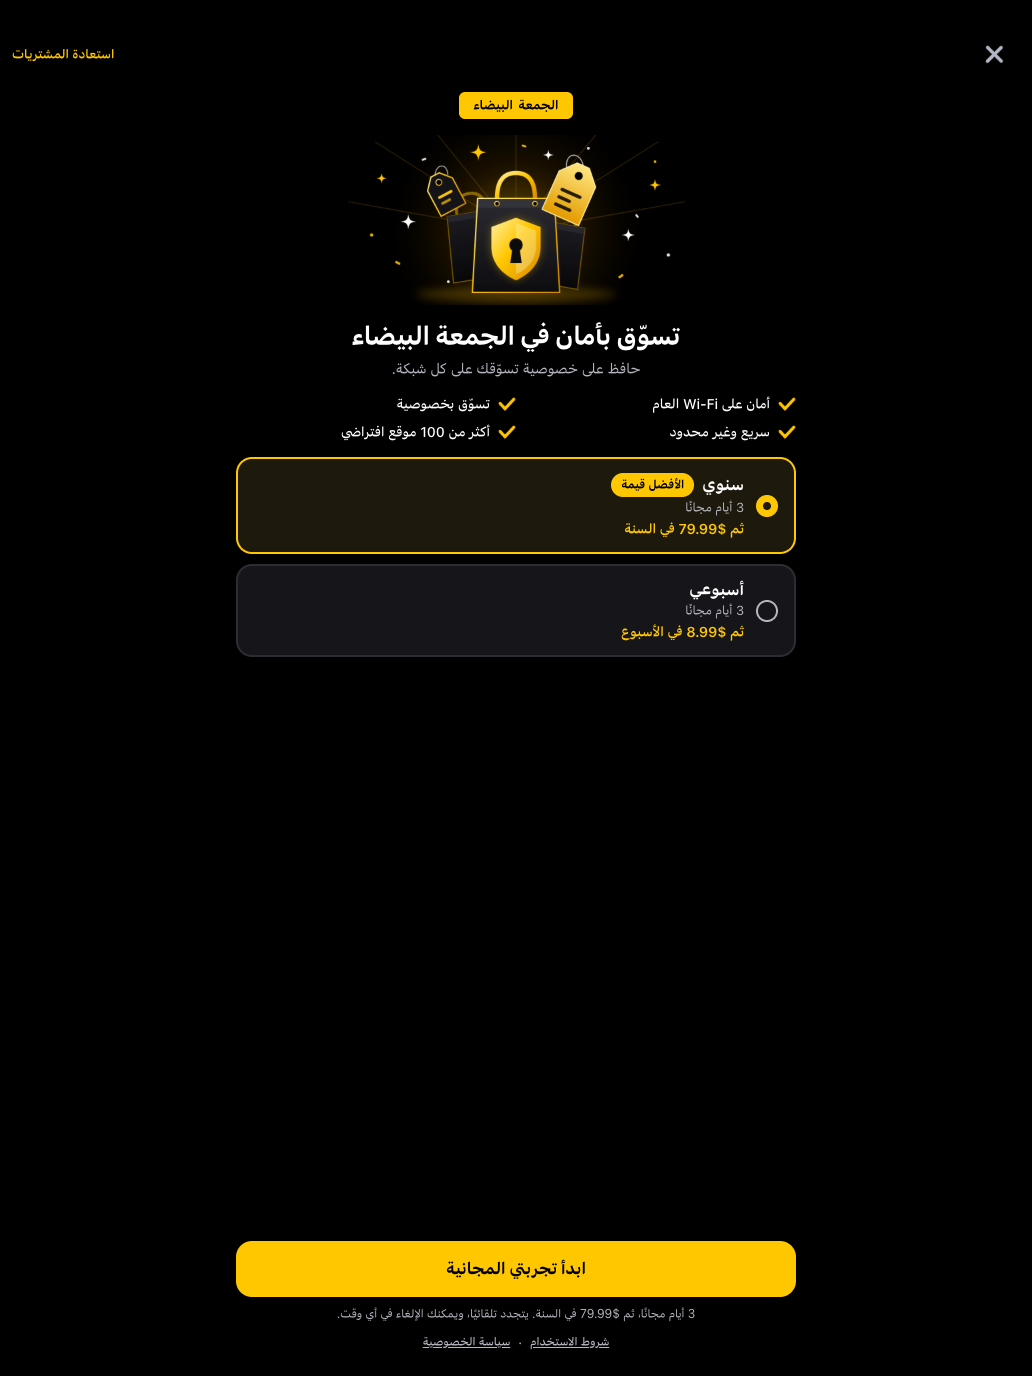 استعادة المشتريات
الجمعة البيضاء
تسوّق بأمان في الجمعة البيضاء
حافظ على خصوصية تسوّقك على كل شبكة.
أمان على Wi-Fi العام
تسوّق بخصوصية
سريع وغير محدود
أكثر من 100 موقع افتراضي
سنوي الأفضل قيمة
3 أيام مجانًا
ثم 79.99$ في السنة
أسبوعي
3 أيام مجانًا
ثم 8.99$ في الأسبوع
ابدأ تجربتي المجانية
3 أيام مجانًا، ثم 79.99$ في السنة. يتجدد تلقائيًا، ويمكنك الإلغاء في أي وقت.
شروط الاستخدام · سياسة الخصوصية